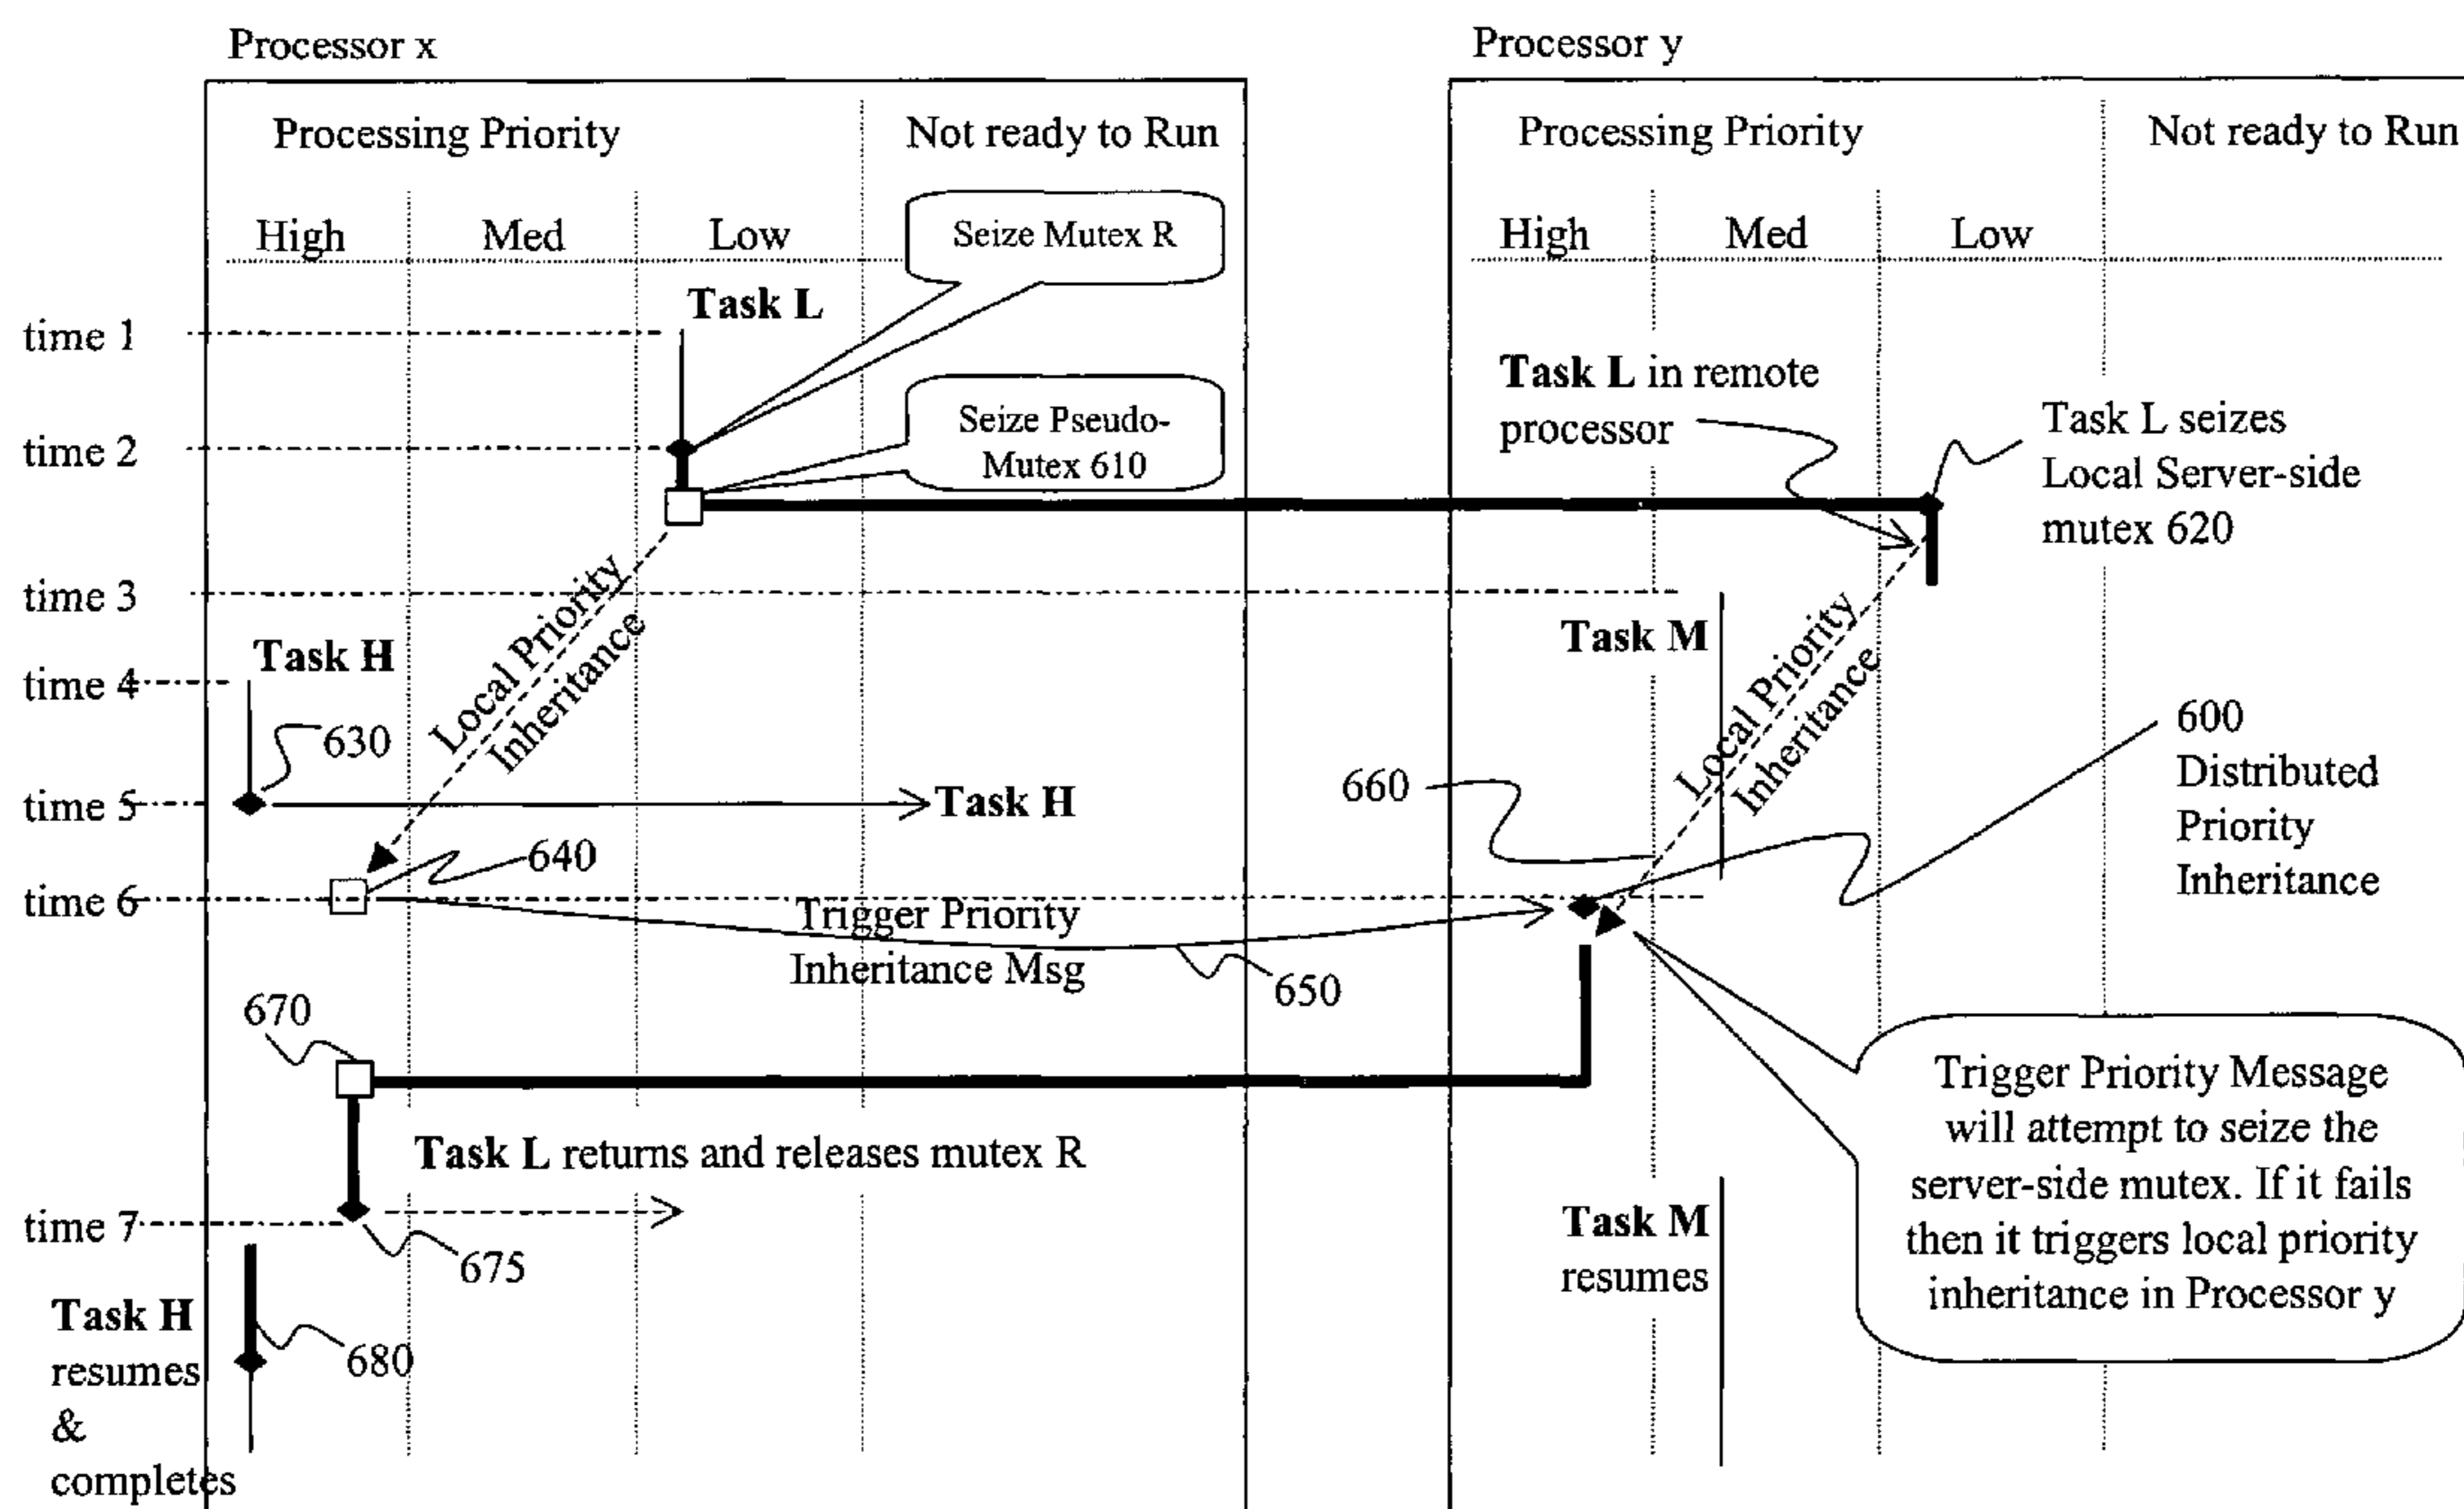 Processor x
Processor y
Processing Priority
Not ready to Run
Processing Priority
Not ready to Run
High
Med
Low
Seize Mutex R
High
Med
Low
Task L
time 1
Task L in remote
processor
Seize Pseudo-
Mutex 610
Task L seizes
Local Server-side
mutex 620
time 2
time 3
Local Priority
Inheritance
Task H
Task M
Local Priority
Inheritance
time 4
630
600
Distributed
Priority
Inheritance
660
time 5
Task H
640
time 6
Trigger Priority
Inheritance Msg
650
670
Trigger Priority Message
will attempt to seize the
server-side mutex. If it fails
then it triggers local priority
inheritance in Processor y
Task L returns and releases mutex R
time 7
675
Task M
resumes
Task H
resumes
&
completes
680